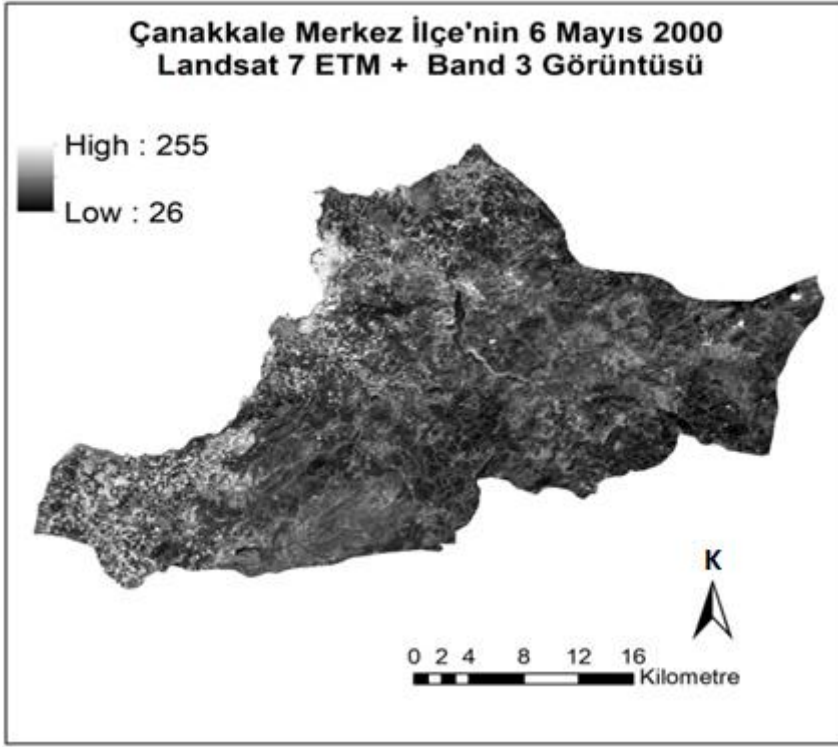 Çanakkale Merkez İlçe'nin 6 Mayıs 2000
Landsat 7 ETM + Band 3 Görüntüsü
High : 255
Low : 26
K
0 2 4 8 12 16
Kilometre